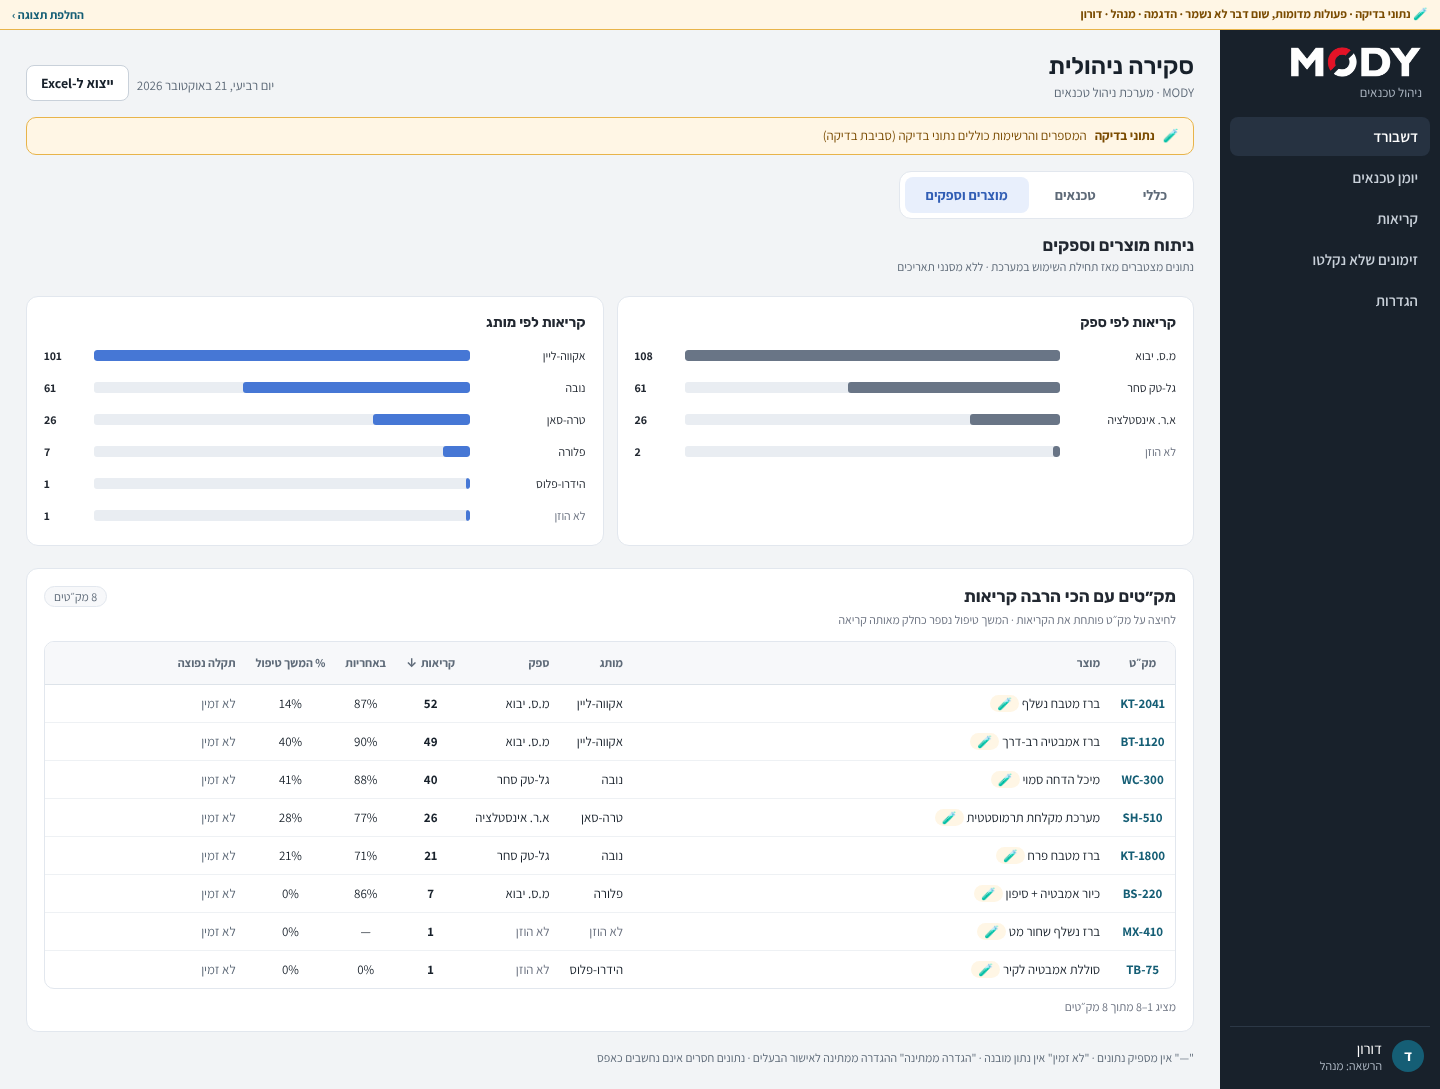 🧪 נתוני בדיקה · פעולות מדומות, שום דבר לא נשמר · הדגמה · מנהל · דורון
החלפת תצוגה ›
MODY
ניהול טכנאים
דשבורד
יומן טכנאים
קריאות
זימונים שלא נקלטו
הגדרות
ד
דורון
הרשאה: מנהל
סקירה ניהולית
MODY · מערכת ניהול טכנאים
יום רביעי, 21 באוקטובר 2026
ייצוא ל-Excel
🧪 נתוני בדיקה המספרים והרשימות כוללים נתוני בדיקה (סביבת בדיקה)
כללי
טכנאים
מוצרים וספקים
ניתוח מוצרים וספקים
נתונים מצטברים מאז תחילת השימוש במערכת · ללא מסנני תאריכים
קריאות לפי ספק
מ.ס. יבוא 108
גל-טק סחר 61
א.ר. אינסטלציה 26
לא הוזן 2
קריאות לפי מותג
אקווה-ליין 101
נובה 61
טרה-סאן 26
פלורה 7
הידרו-פלוס 1
לא הוזן 1
מק״טים עם הכי הרבה קריאות
8 מק״טים
לחיצה על מק״ט פותחת את הקריאות · המשך טיפול נספר כחלק מאותה קריאה
מק״ט מוצר מותג ספק קריאות ↓ באחריות % המשך טיפול תקלה נפוצה
KT-2041 ברז מטבח נשלף 🧪 אקווה-ליין מ.ס. יבוא 52 87% 14% לא זמין
BT-1120 ברז אמבטיה רב-דרך 🧪 אקווה-ליין מ.ס. יבוא 49 90% 40% לא זמין
WC-300 מיכל הדחה סמוי 🧪 נובה גל-טק סחר 40 88% 41% לא זמין
SH-510 מערכת מקלחת תרמוסטטית 🧪 טרה-סאן א.ר. אינסטלציה 26 77% 28% לא זמין
KT-1800 ברז מטבח פרח 🧪 נובה גל-טק סחר 21 71% 21% לא זמין
BS-220 כיור אמבטיה + סיפון 🧪 פלורה מ.ס. יבוא 7 86% 0% לא זמין
MX-410 ברז נשלף שחור מט 🧪 לא הוזן לא הוזן 1 — 0% לא זמין
TB-75 סוללת אמבטיה לקיר 🧪 הידרו-פלוס לא הוזן 1 0% 0% לא זמין
מציג 1–8 מתוך 8 מק״טים
"—" אין מספיק נתונים · "לא זמין" אין נתון מובנה · "הגדרה ממתינה" ההגדרה ממתינה לאישור הבעלים · נתונים חסרים אינם נחשבים כאפס